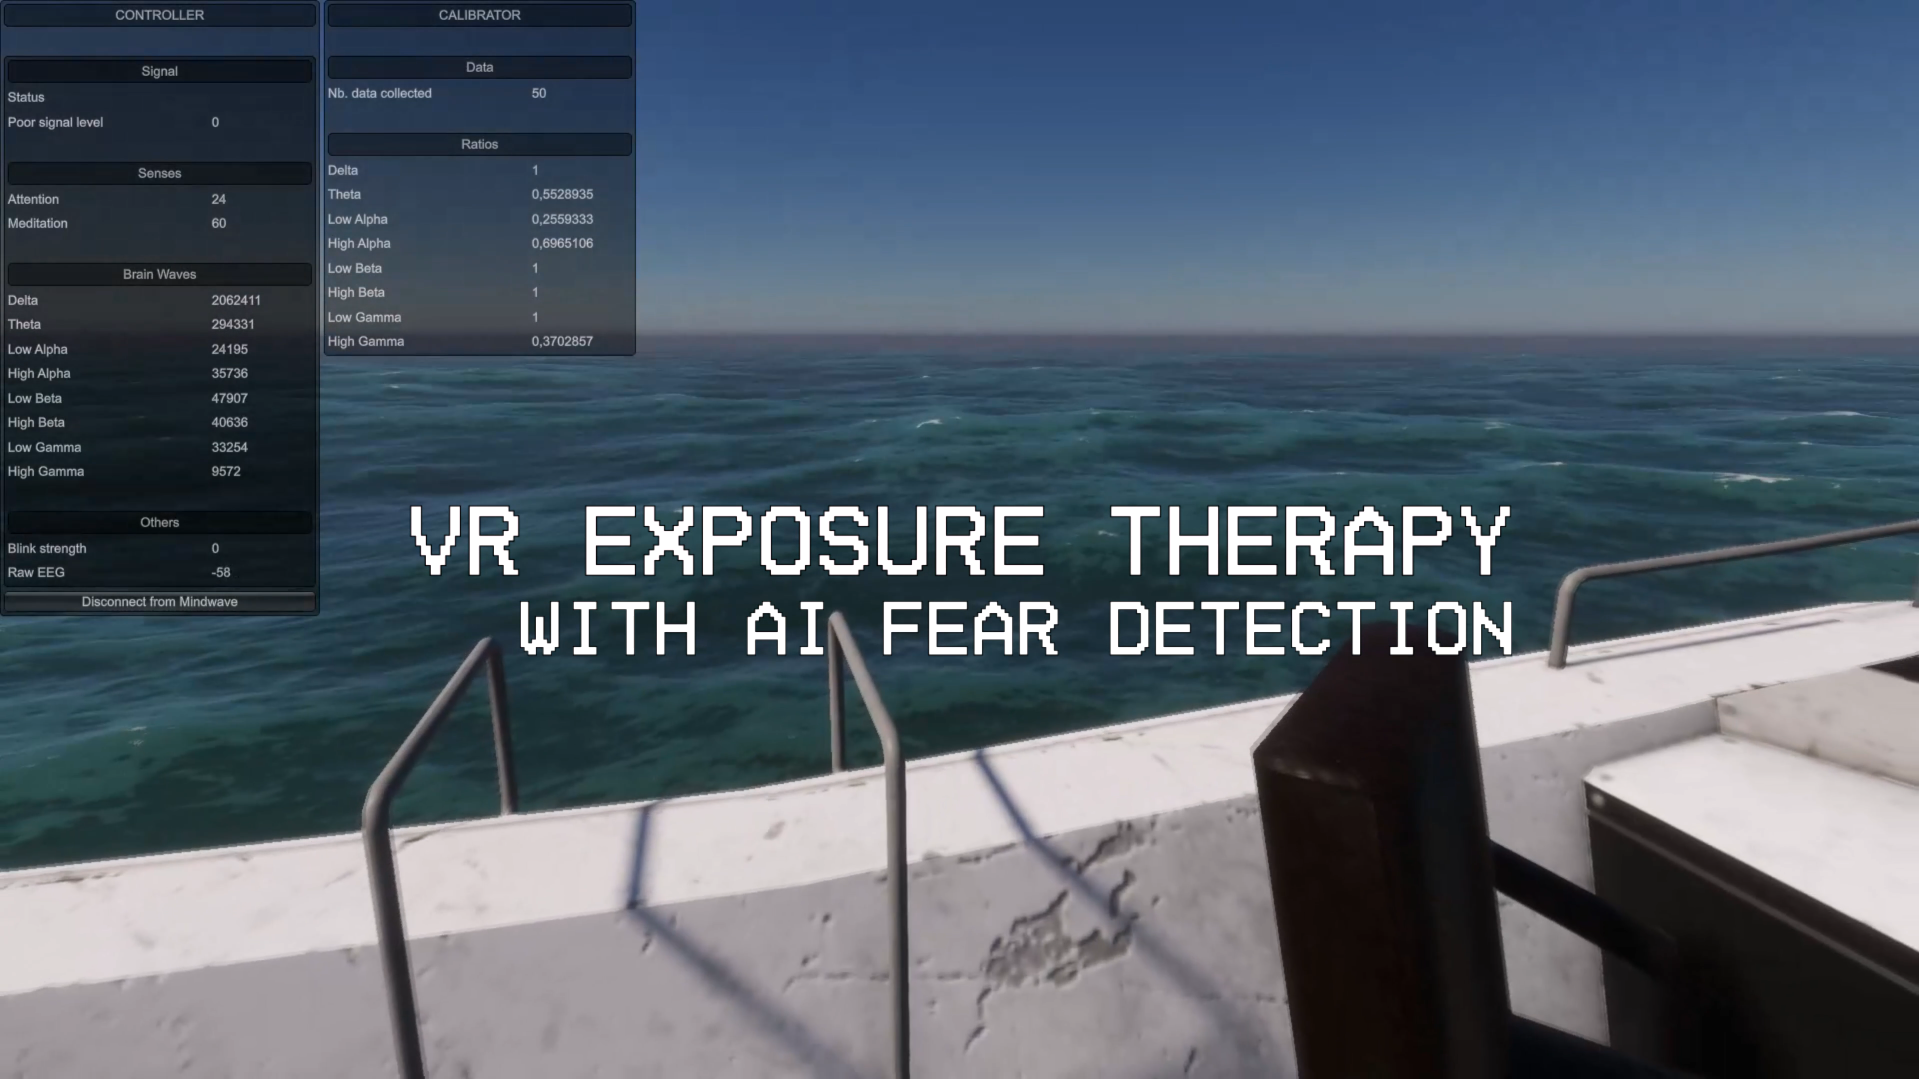 CONTROLLER
Signal
Status
Poor signal level 0
Senses
Attention 24
Meditation 60
Brain Waves
Delta 2062411
Theta 294331
Low Alpha 24195
High Alpha 35736
Low Beta 47907
High Beta 40636
Low Gamma 33254
High Gamma 9572
Others
Blink strength 0
Raw EEG -58
Disconnect from Mindwave
CALIBRATOR
Data
Nb. data collected 50
Ratios
Delta 1
Theta 0,5528935
Low Alpha 0,2559333
High Alpha 0,6965106
Low Beta 1
High Beta 1
Low Gamma 1
High Gamma 0,3702857
VR EXPOSURE THERAPY
WITH AI FEAR DETECTION